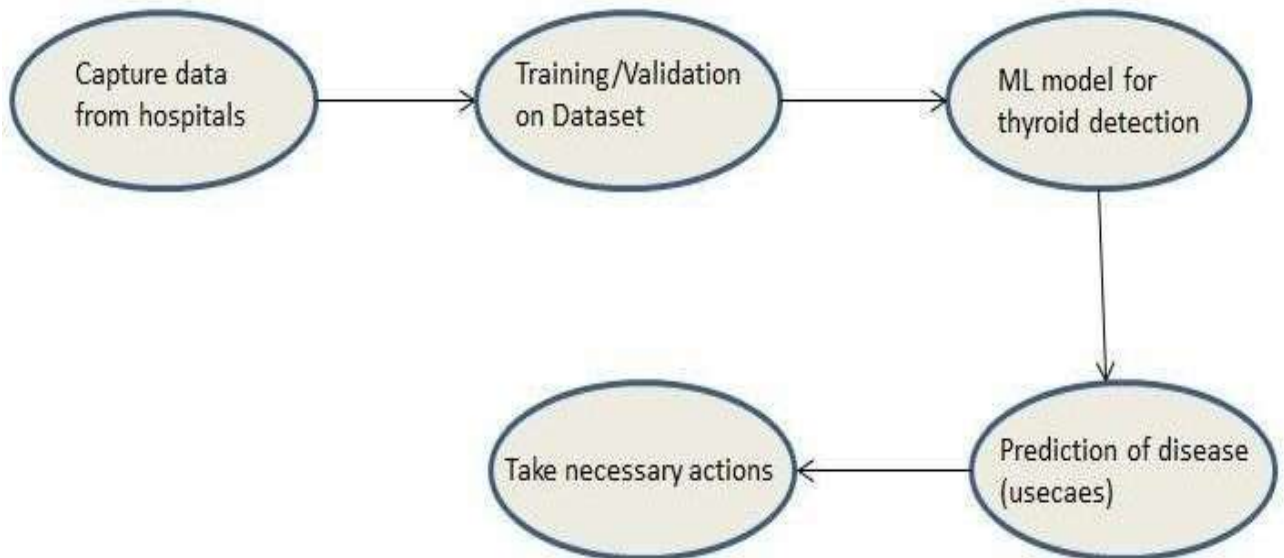 Capture data
from hospitals
Training/Validation
on Dataset
ML model for
thyroid detection
Prediction of disease
(usecaes)
Take necessary actions